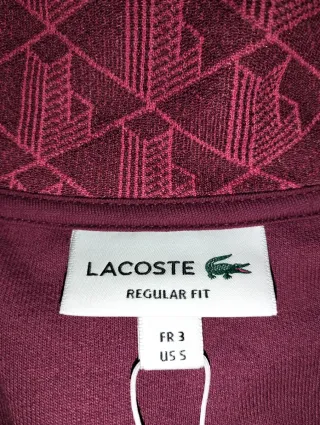 LACOSTE
REGULAR FIT
FR 3
US S